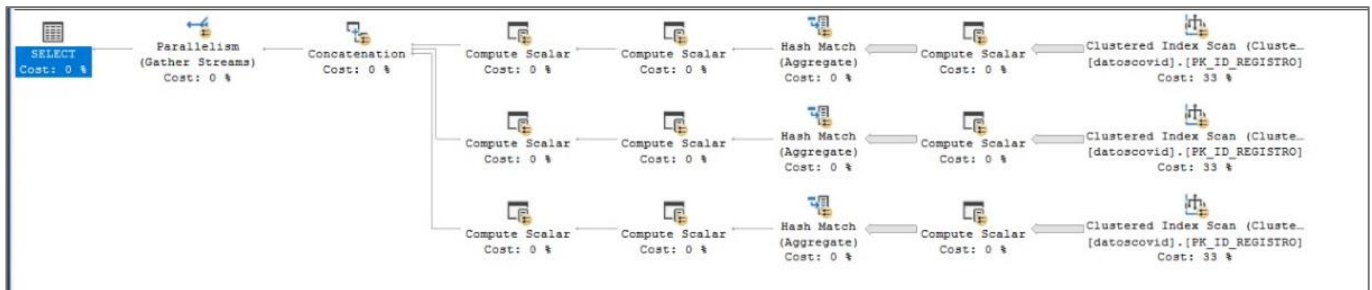 SELECT
Cost: 0 %
Parallelism
(Gather Streams)
Cost: 0 %
Concatenation
Cost: 0 %
Compute Scalar
Cost: 0 %
Compute Scalar
Cost: 0 %
Hash Match
(Aggregate)
Cost: 0 %
Compute Scalar
Cost: 0 %
Clustered Index Scan (Cluste…
[datoscovid].[PK_ID_REGISTRO]
Cost: 33 %
Compute Scalar
Cost: 0 %
Compute Scalar
Cost: 0 %
Hash Match
(Aggregate)
Cost: 0 %
Compute Scalar
Cost: 0 %
Clustered Index Scan (Cluste…
[datoscovid].[PK_ID_REGISTRO]
Cost: 33 %
Compute Scalar
Cost: 0 %
Compute Scalar
Cost: 0 %
Hash Match
(Aggregate)
Cost: 0 %
Compute Scalar
Cost: 0 %
Clustered Index Scan (Cluste…
[datoscovid].[PK_ID_REGISTRO]
Cost: 33 %